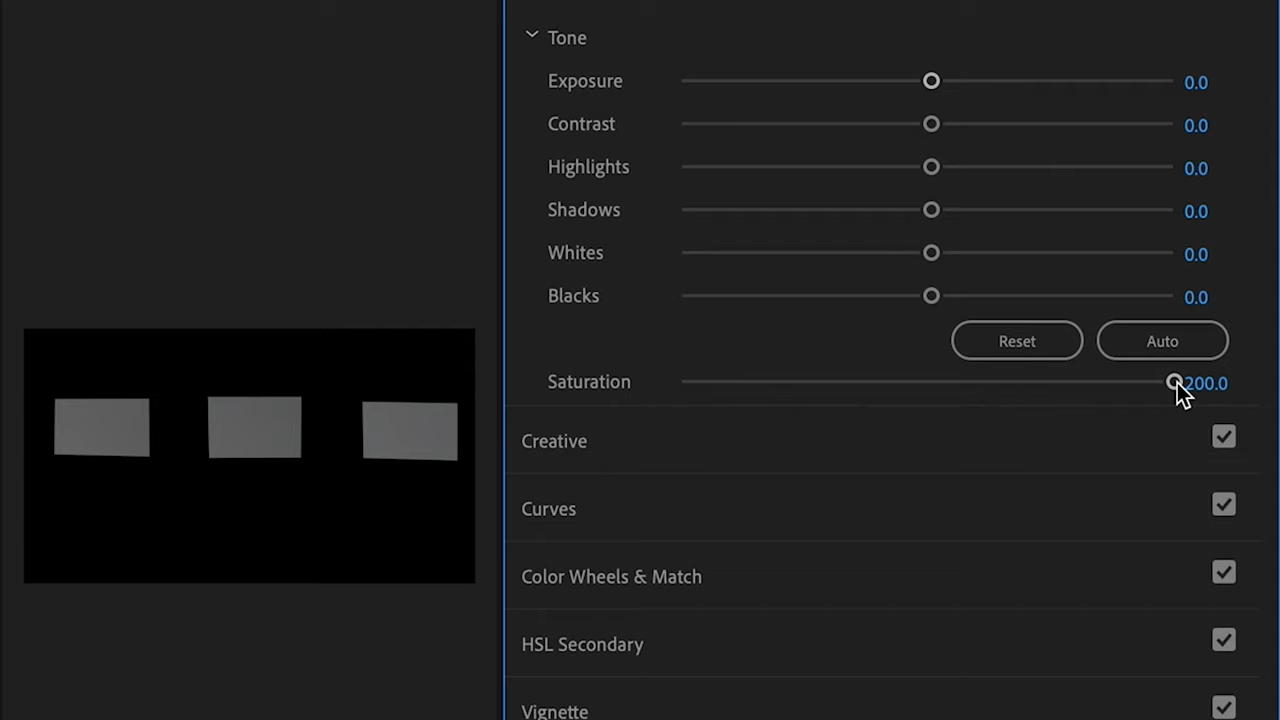 Tone
Exposure 0.0
Contrast 0.0
Highlights 0.0
Shadows 0.0
Whites 0.0
Blacks 0.0
Reset Auto
Saturation 200.0
Creative
Curves
Color Wheels & Match
HSL Secondary
Vignette